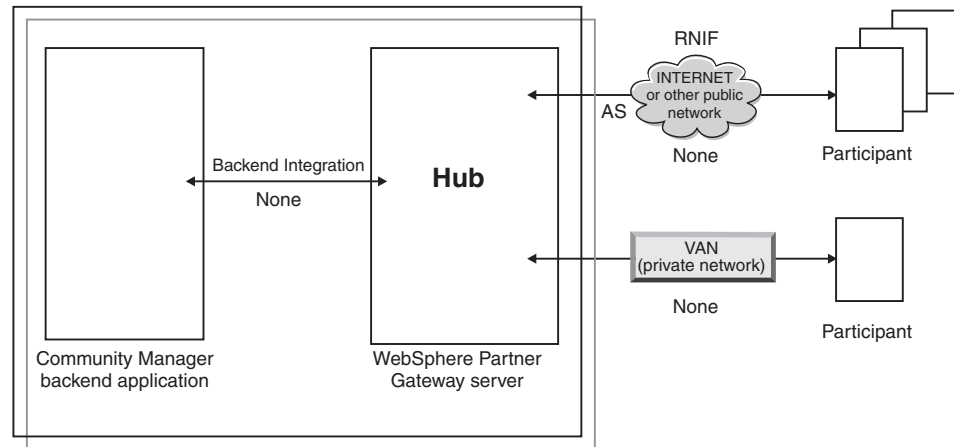 RNIF
INTERNET
or other public
network
AS
None
Participant
Backend Integration
None
Hub
VAN
(private network)
None
Participant
Community Manager
backend application
WebSphere Partner
Gateway server